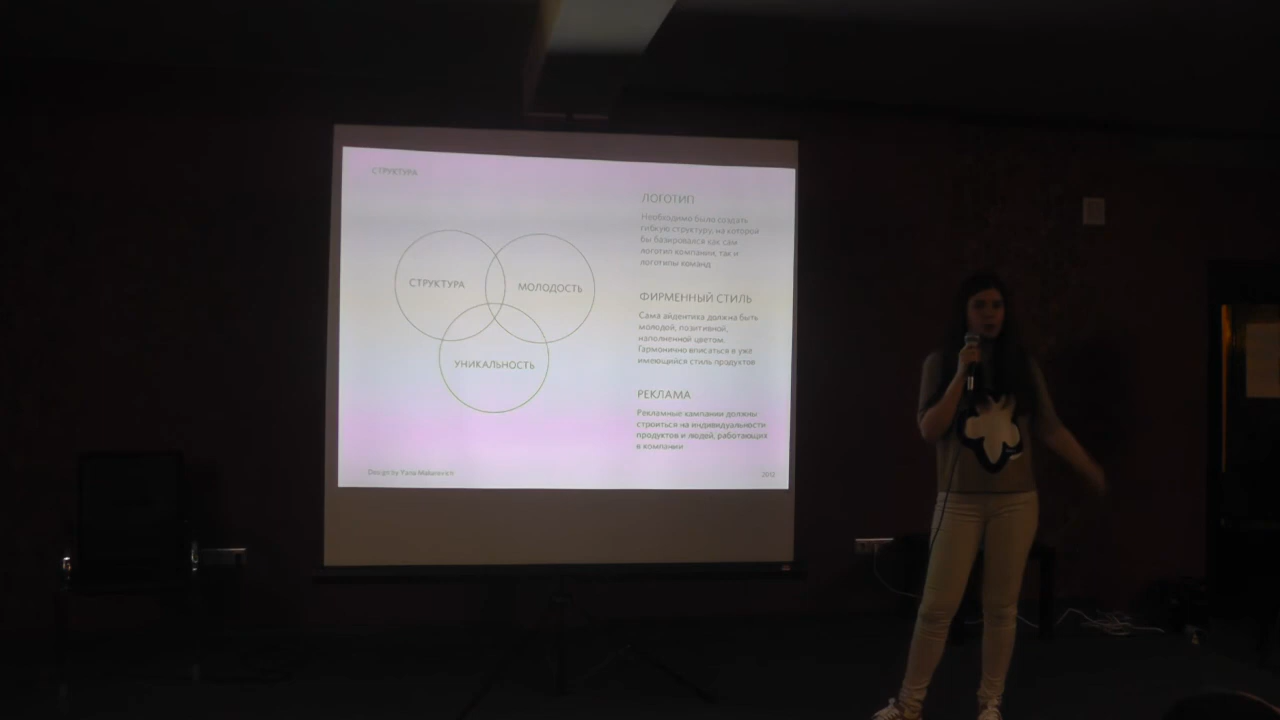 СТРУКТУРА
СТРУКТУРА
МОЛОДОСТЬ
УНИКАЛЬНОСТЬ
ЛОГОТИП
Необходимо было создать
гибкую структуру, на которой
бы базировался как сам
логотип компании, так и
логотипы команд
ФИРМЕННЫЙ СТИЛЬ
Сама айдентика должна быть
молодой, позитивной,
наполненной цветом.
Гармонично вписаться в уже
имеющийся стиль продуктов
РЕКЛАМА
Рекламные кампании должны
строиться на индивидуальности
продуктов и людей, работающих
в компании
Design by
2012